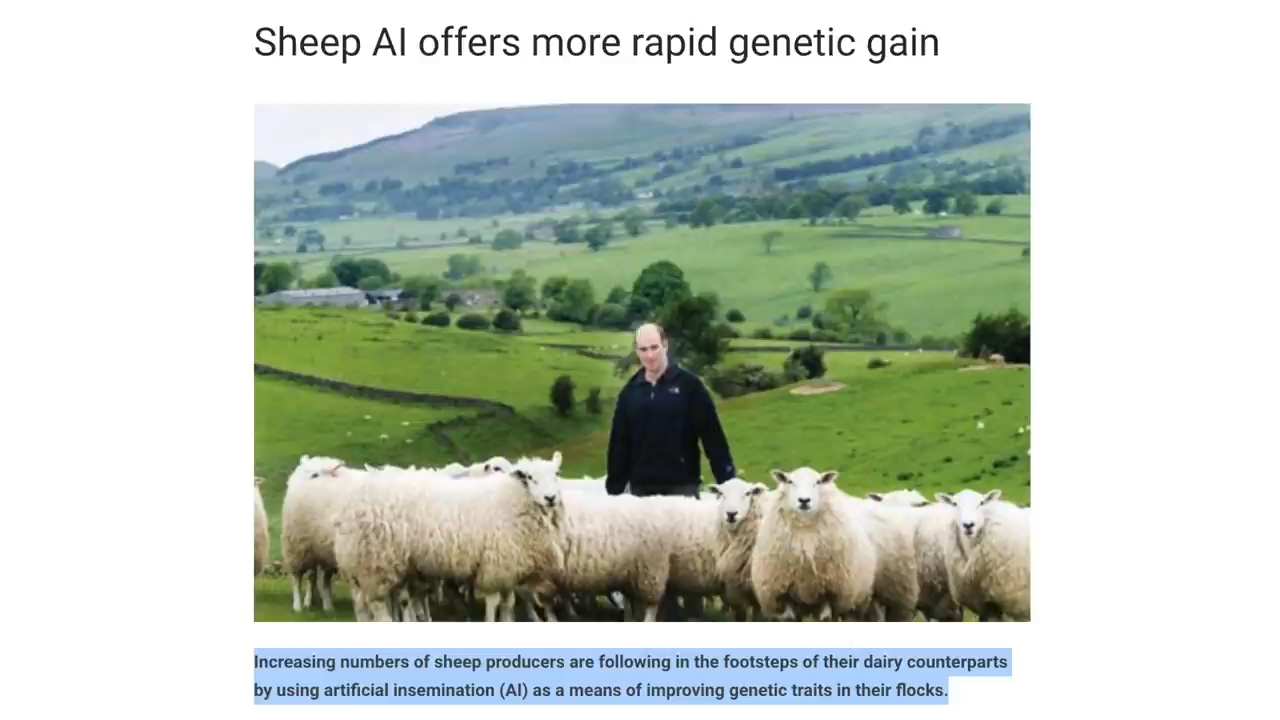 Sheep AI offers more rapid genetic gain
Increasing numbers of sheep producers are following in the footsteps of their dairy counterparts
by using artificial insemination (AI) as a means of improving genetic traits in their flocks.